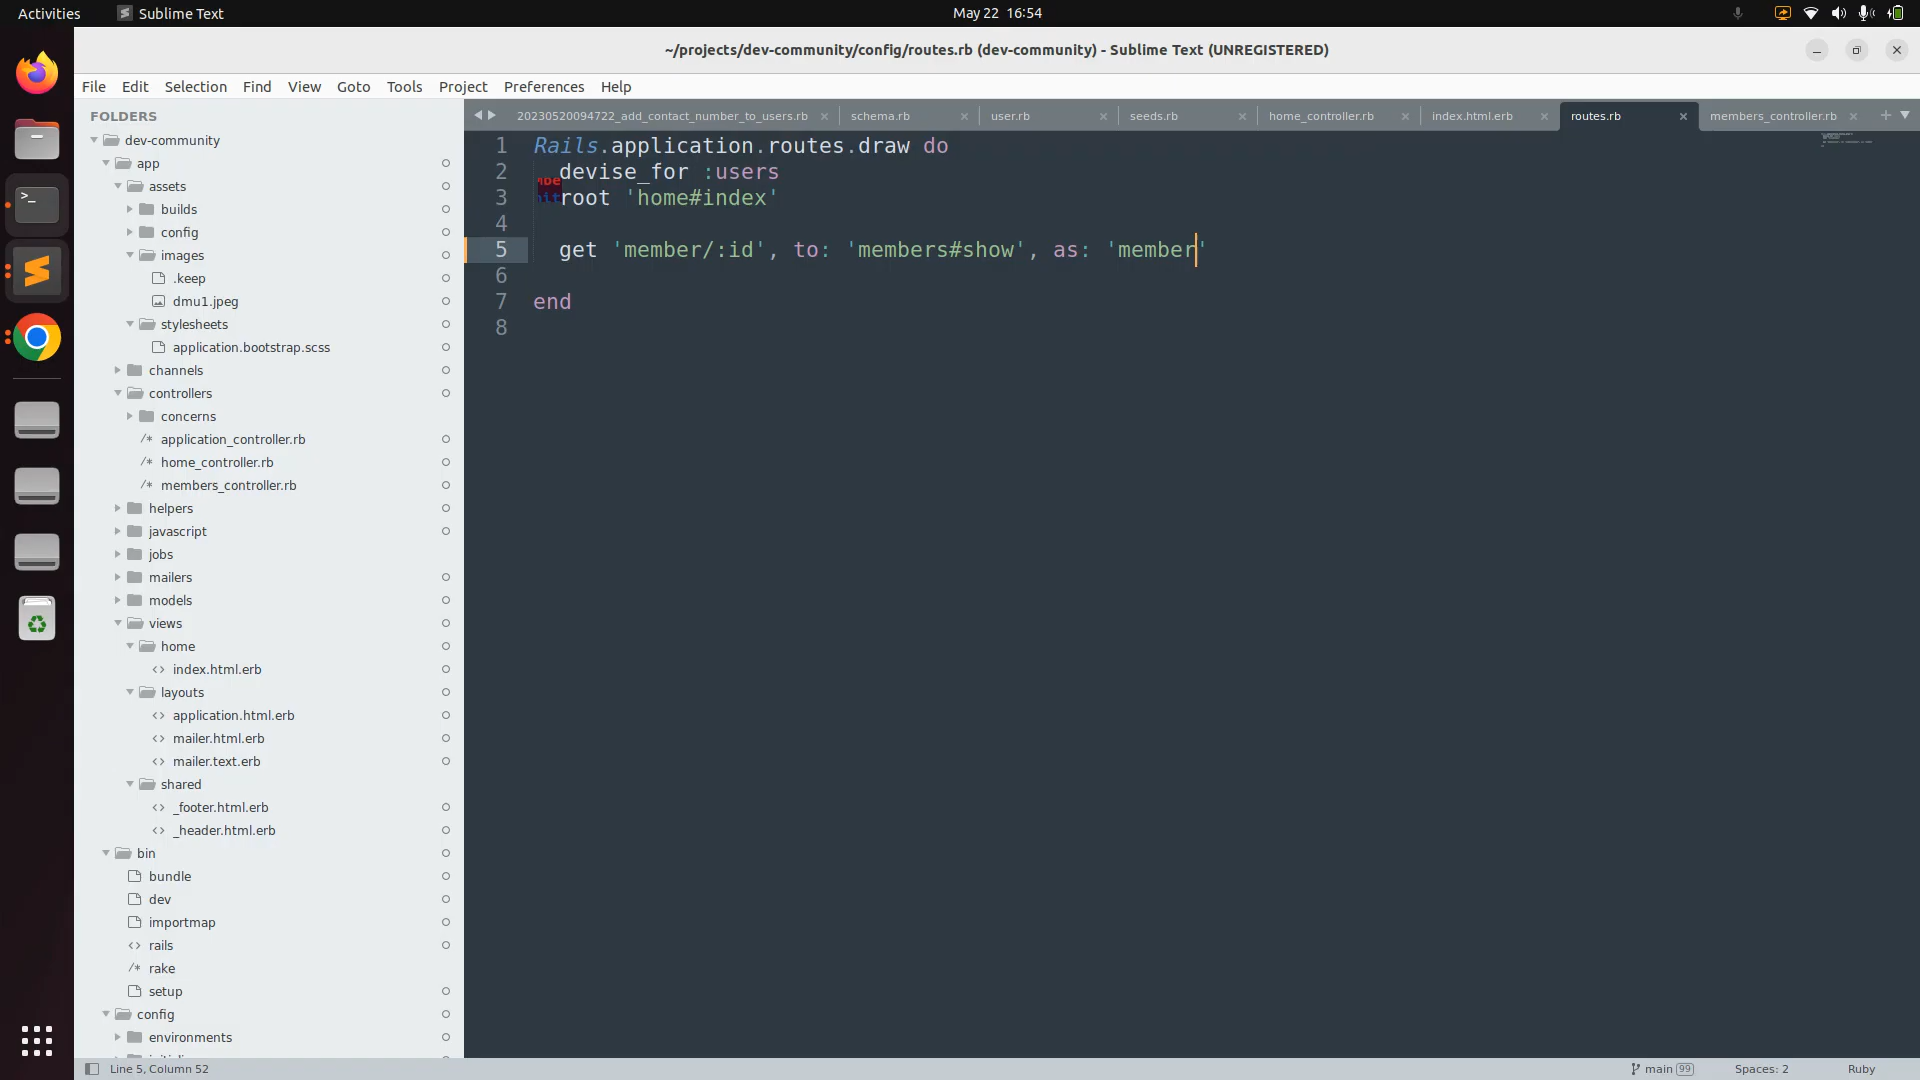 Activities
Sublime Text
May 22 16:54
~/projects/dev-community/config/routes.rb (dev-community) - Sublime Text (UNREGISTERED)
File Edit Selection Find View Goto Tools Project Preferences Help
FOLDERS
dev-community
app
assets
builds
config
images
.keep
dmu1.jpeg
stylesheets
application.bootstrap.scss
channels
controllers
concerns
application_controller.rb
home_controller.rb
members_controller.rb
helpers
javascript
jobs
mailers
models
views
home
index.html.erb
layouts
application.html.erb
mailer.html.erb
mailer.text.erb
shared
_footer.html.erb
_header.html.erb
bin
bundle
dev
importmap
rails
rake
setup
config
environments
20230520094722_add_contact_number_to_users.rb
schema.rb
user.rb
seeds.rb
home_controller.rb
index.html.erb
routes.rb
members_controller.rb
1 Rails.application.routes.draw do
2 devise_for :users
3 root 'home#index'
4
5 get 'member/:id', to: 'members#show', as: 'member'
6
7 end
8
Line 5, Column 52
main 99
Spaces: 2
Ruby